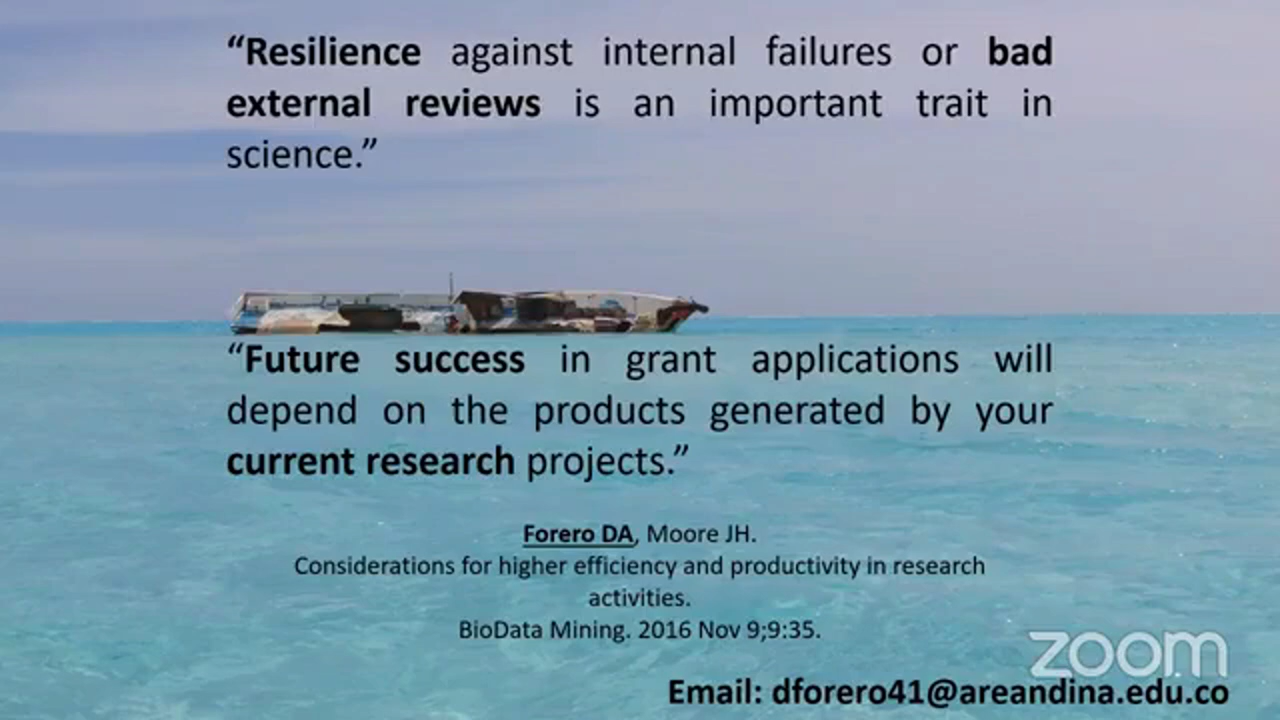 “Resilience against internal failures or bad
external reviews is an important trait in
science.”
“Future success in grant applications will
depend on the products generated by your
current research projects.”
Forero DA, Moore JH.
Considerations for higher efficiency and productivity in research
activities.
BioData Mining. 2016 Nov 9;9:35.
zoom
Email: dforero41@areandina.edu.co